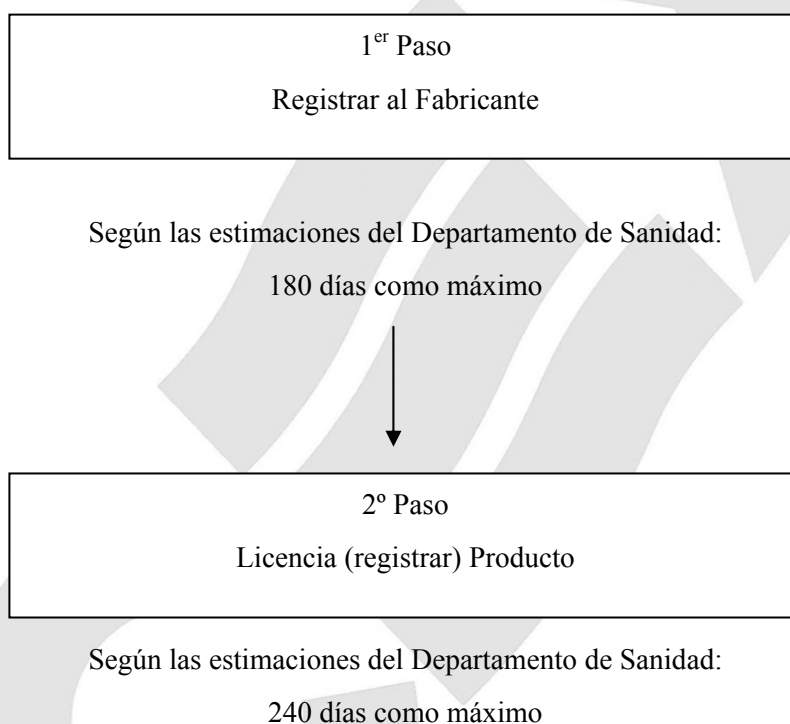 1er Paso
Registrar al Fabricante
Según las estimaciones del Departamento de Sanidad:
180 días como máximo
2º Paso
Licencia (registrar) Producto
Según las estimaciones del Departamento de Sanidad:
240 días como máximo